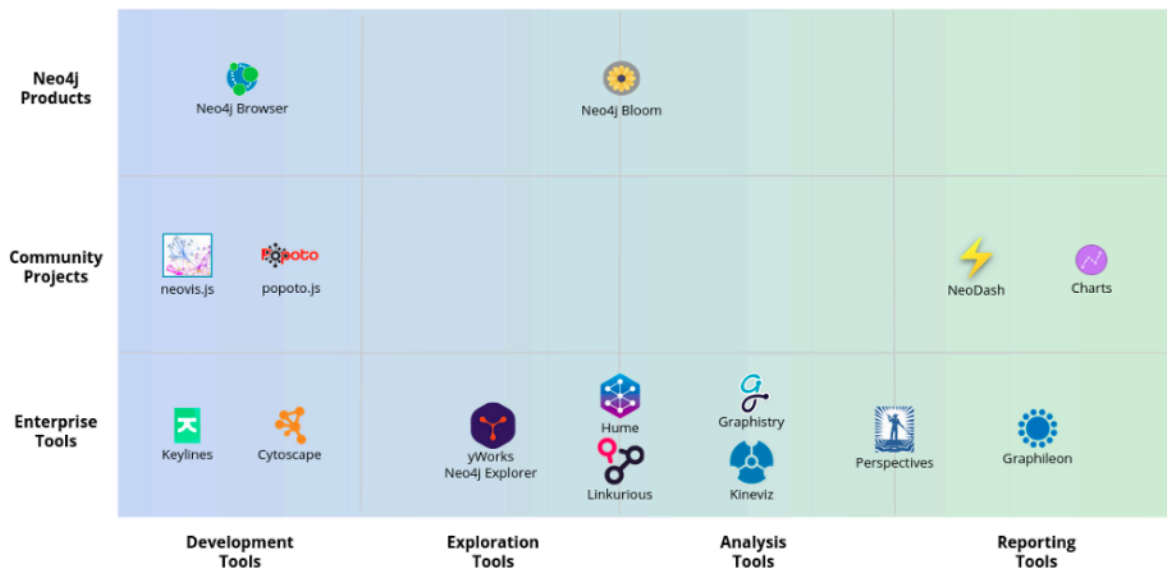 Neo4j
Products
Neo4j Browser
Neo4j Bloom
Community
Projects
neovis.js
Popoto
popoto.js
NeoDash
Charts
Enterprise
Tools
K
Keylines
Cytoscape
yWorks
Neo4j Explorer
Hume
Linkurious
Graphistry
Kineviz
Perspectives
Graphileon
Development
Tools
Exploration
Tools
Analysis
Tools
Reporting
Tools